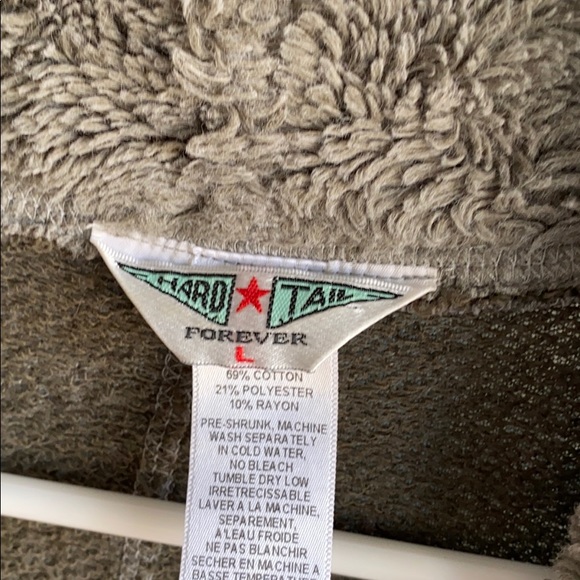 HARD TAIL
FOREVER
L
69% COTTON
21% POLYESTER
10% RAYON
PRE-SHRUNK, MACHINE
WASH SEPARATELY
IN COLD WATER,
NO BLEACH
TUMBLE DRY LOW
IRRETRECISSABLE
LAVER A LA MACHINE,
SEPAREMENT,
A'LEAU FROIDE
NE PAS BLANCHIR
SECHER EN MACHINE A
BASSE TEMPERATURE